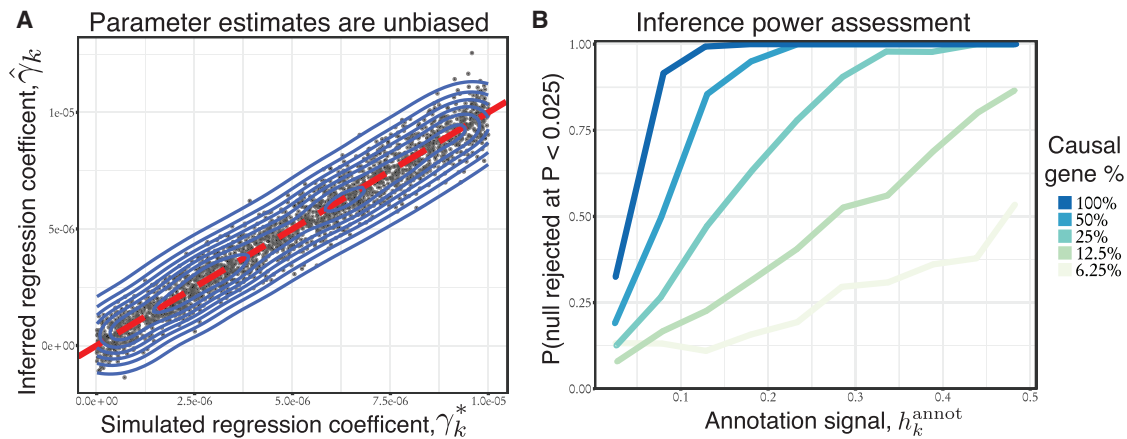 A
Parameter estimates are unbiased
Inferred regression coefficent, γ̂k
1e-05
5e-06
0e+00
0.0e+00 2.5e-06 5.0e-06 7.5e-06 1.0e-05
Simulated regression coefficent, γ*k
B
Inference power assessment
P(null rejected at P < 0.025)
1.00
0.75
0.50
0.25
0.00
0.1 0.2 0.3 0.4 0.5
Annotation signal, h_k^annot
Causal
gene %
100%
50%
25%
12.5%
6.25%